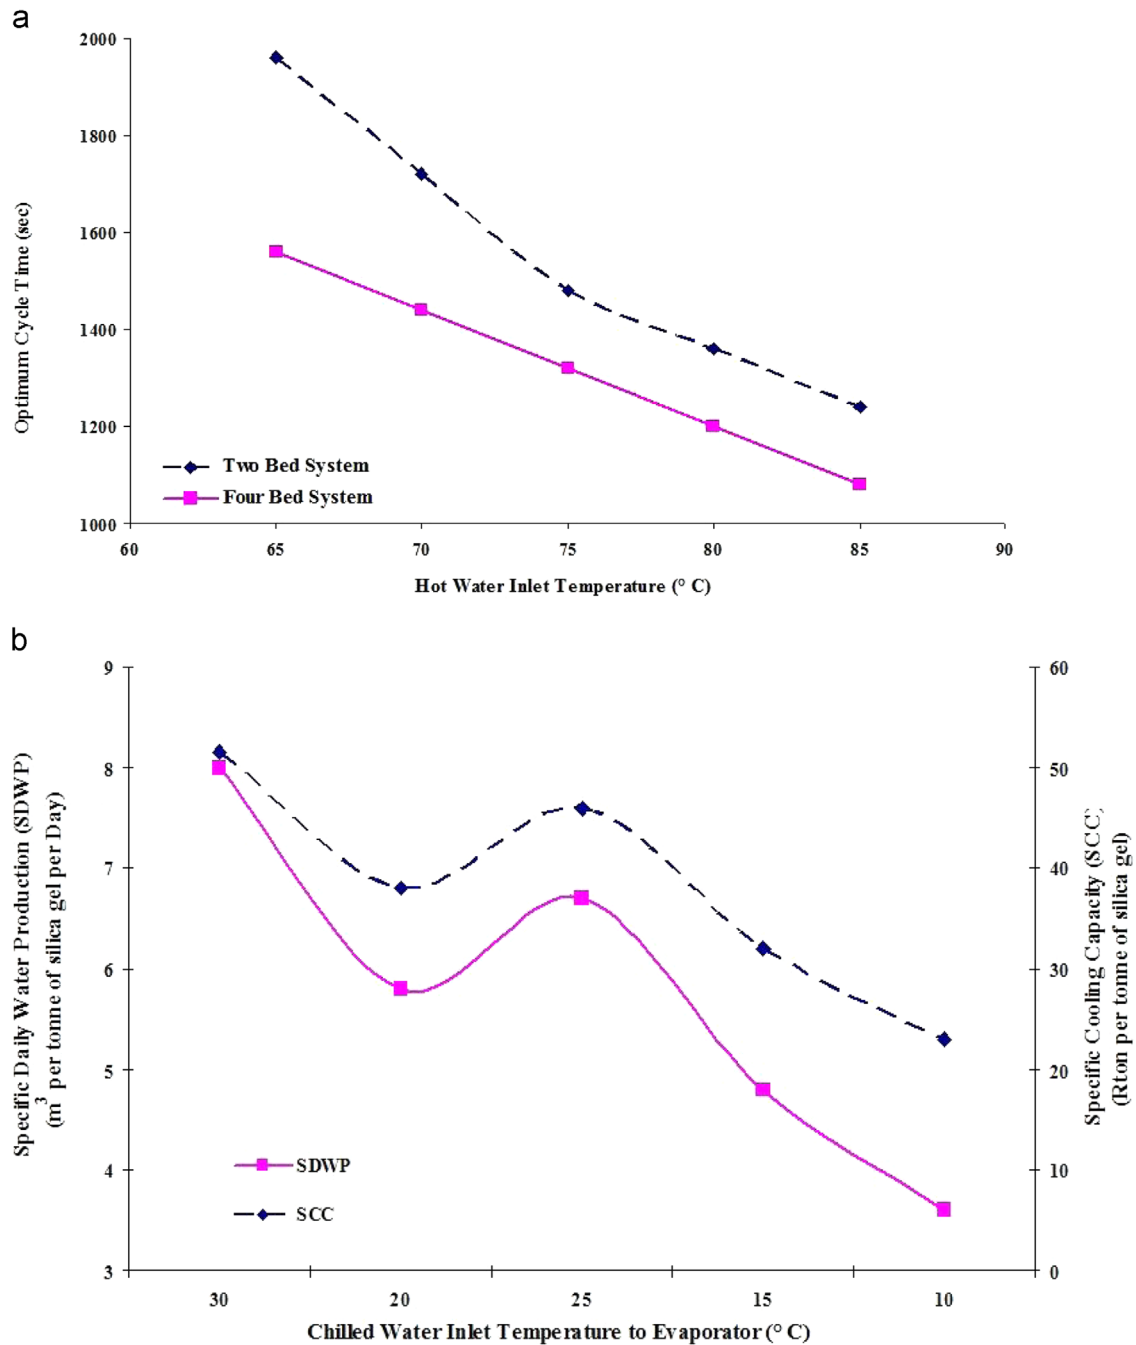 a
2000
1800
1600
1400
1200
1000
Optimum Cycle Time (sec)
Two Bed System
Four Bed System
60 65 70 75 80 85 90
Hot Water Inlet Temperature (° C)
b
9
8
7
6
5
4
3
Specific Daily Water Production (SDWP)
(m³ per tonne of silica gel per Day)
60
50
40
30
20
10
0
Specific Cooling Capacity (SCC)
(Rton per tonne of silica gel)
SDWP
SCC
30 20 25 15 10
Chilled Water Inlet Temperature to Evaporator (° C)